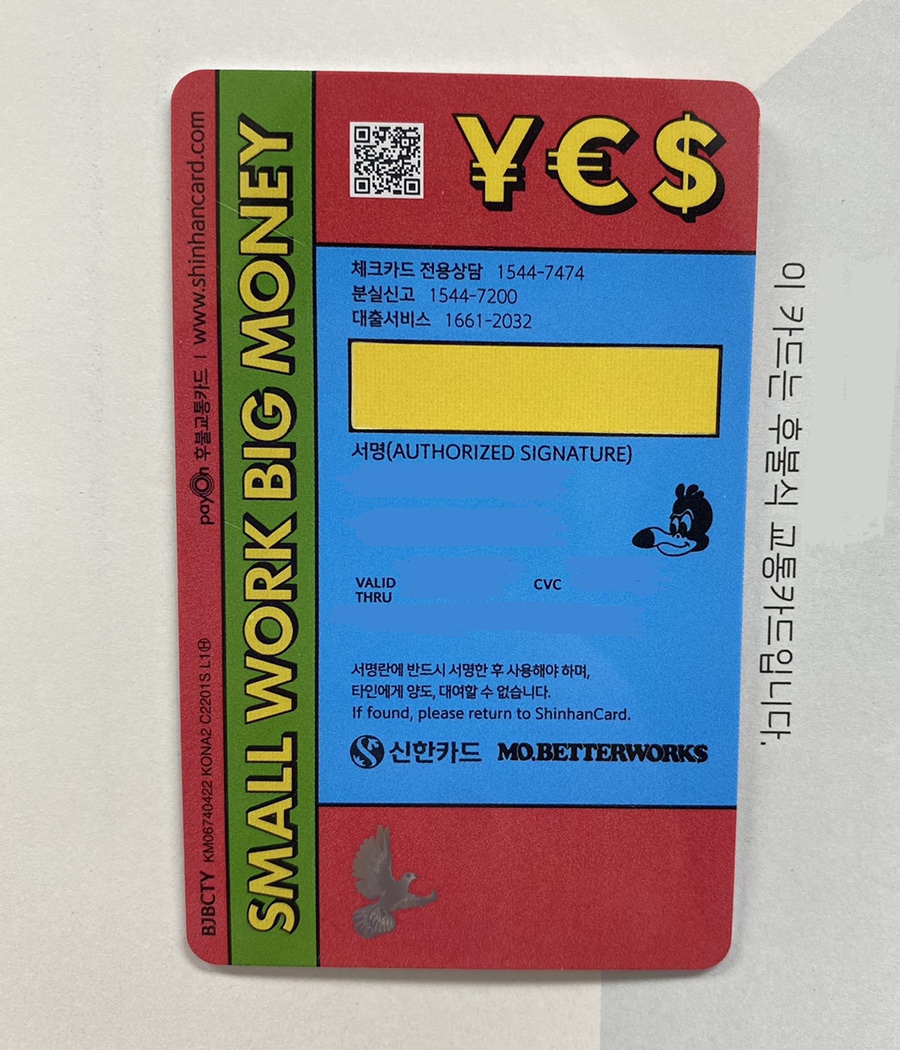 ¥€$
체크카드 전용상담 1544-7474
분실신고 1544-7200
대출서비스 1661-2032
서명(AUTHORIZED SIGNATURE)
VALID
THRU
CVC
서명란에 반드시 서명한 후 사용해야 하며,
타인에게 양도, 대여할 수 없습니다.
If found, please return to ShinhanCard.
신한카드 MO.BETTERWORKS
SMALL WORK BIG MONEY
BJBCTY KM06740422 KONA2 C2201S L1Ⓗ
payOn 후불교통카드 | www.shinhancard.com
이 카드는 후불식 교통카드입니다.